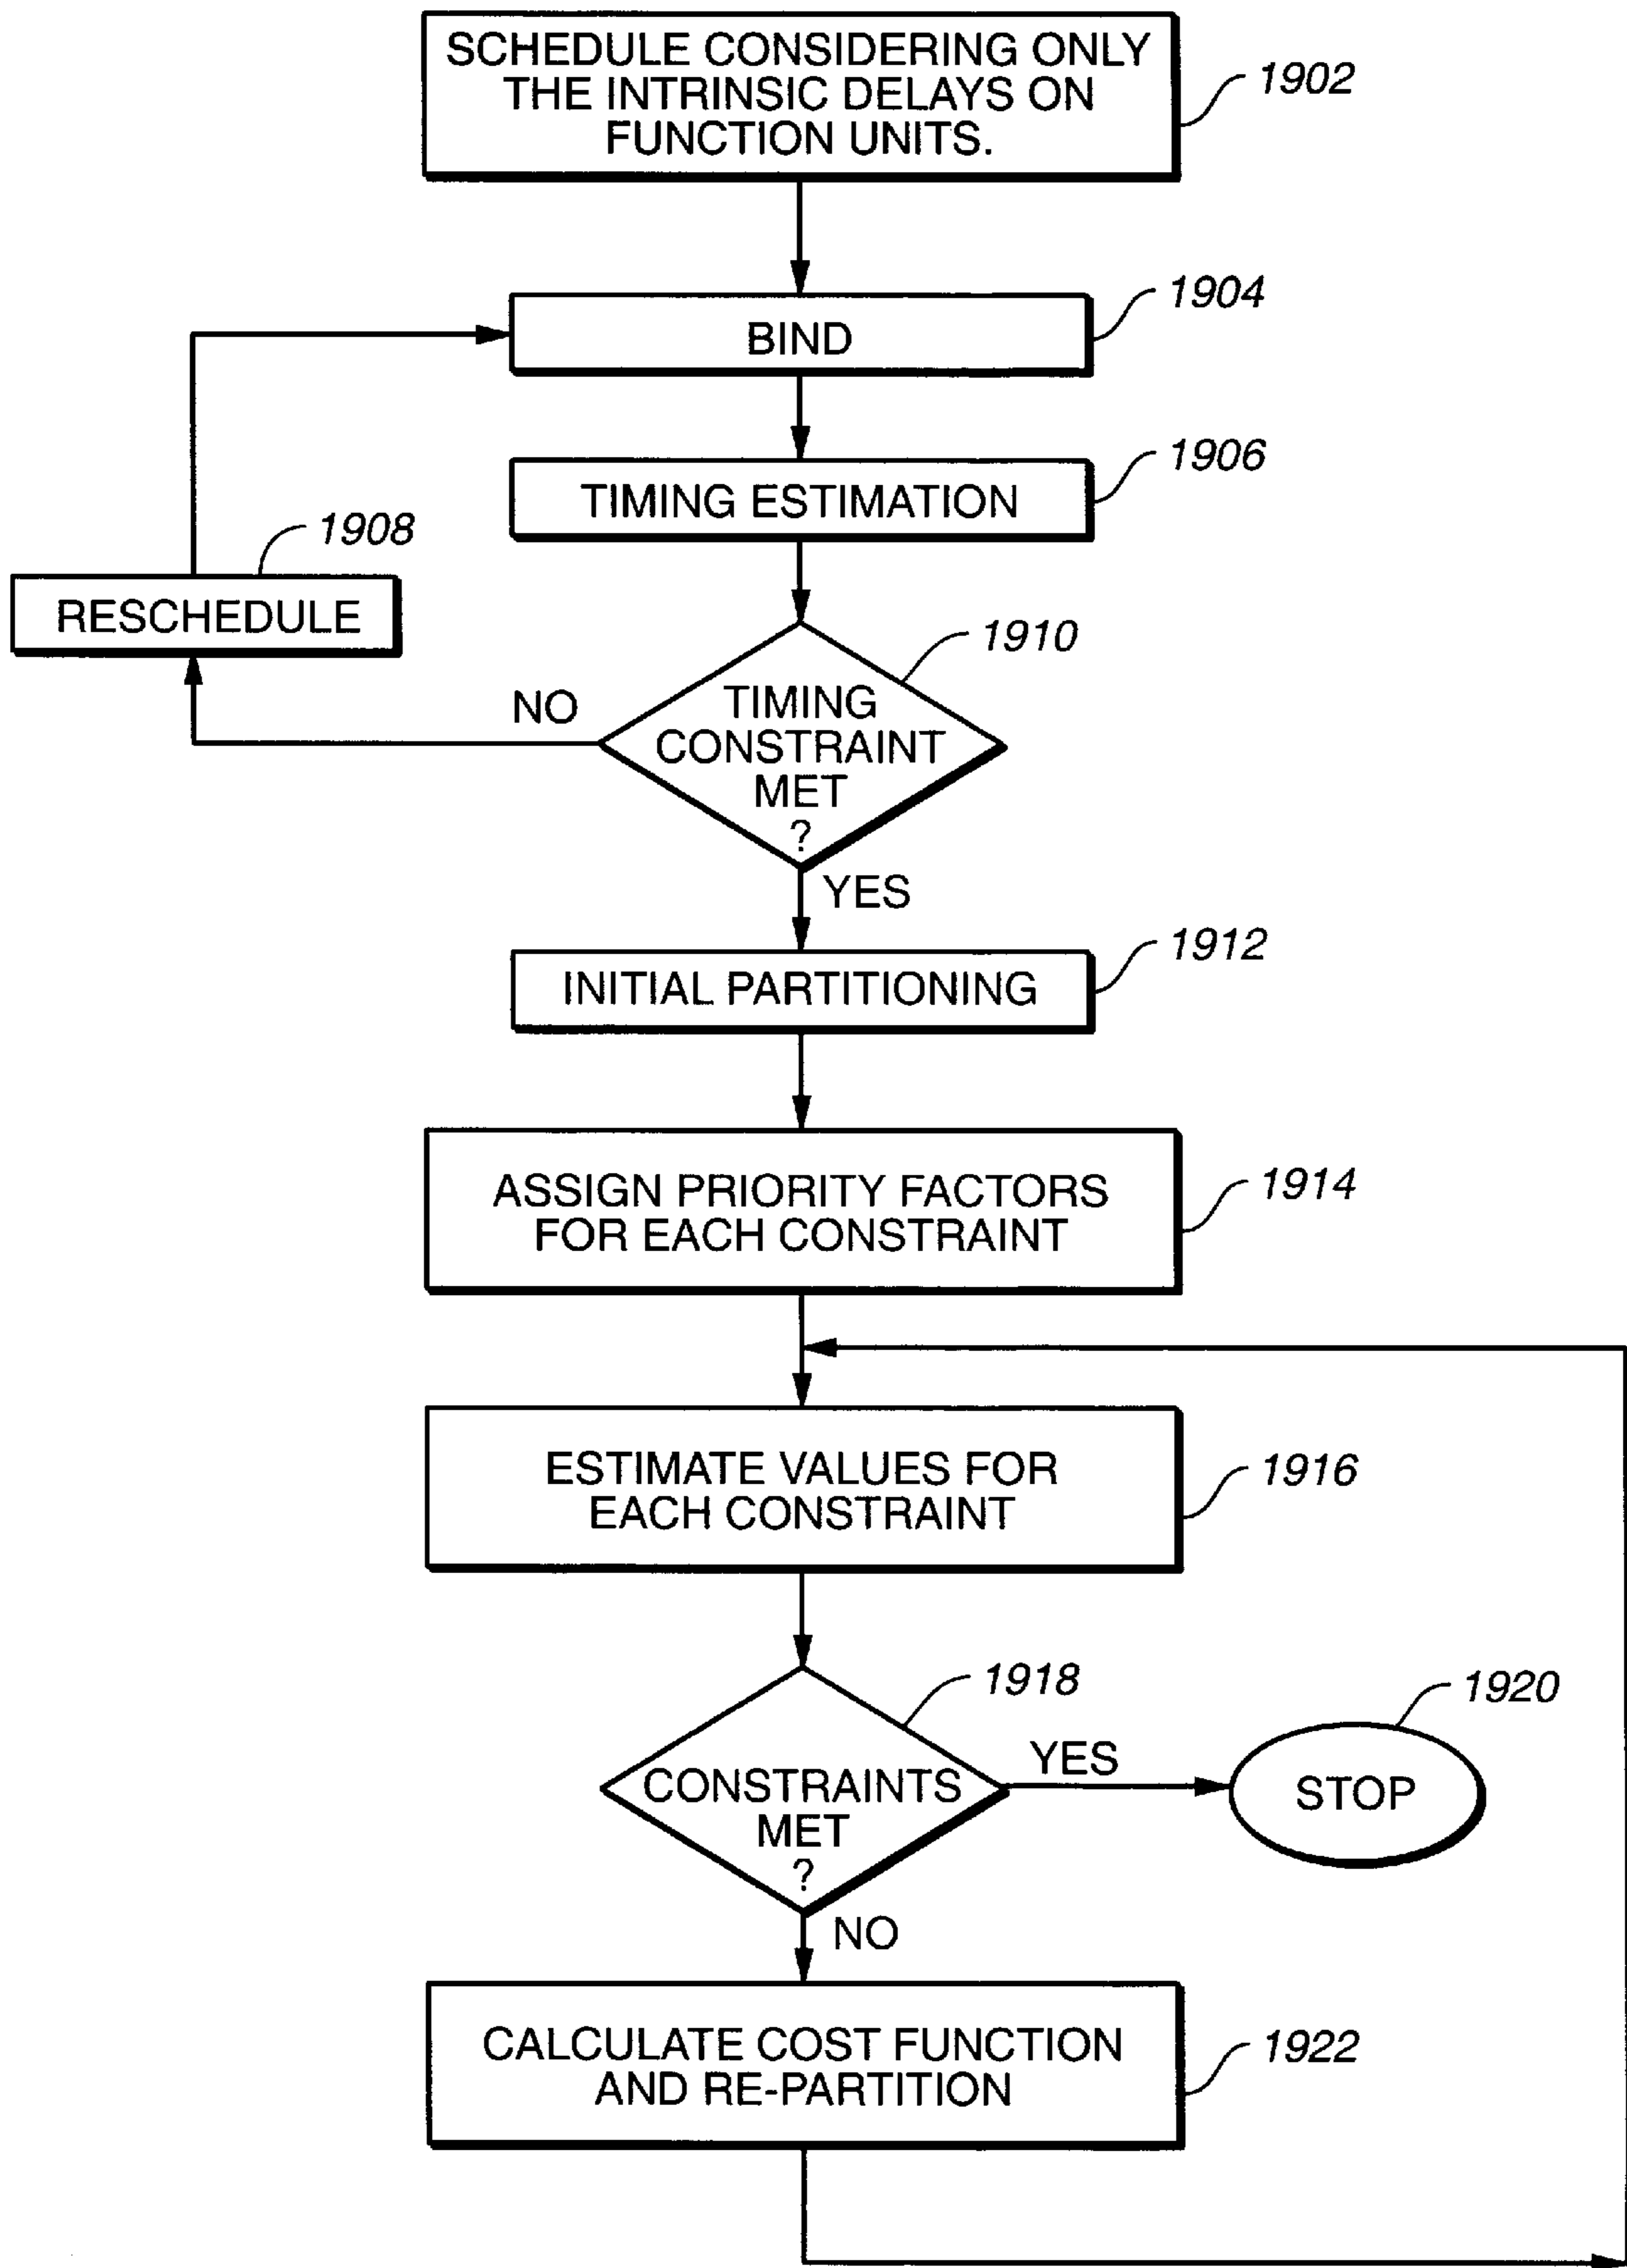 SCHEDULE CONSIDERING ONLY
THE INTRINSIC DELAYS ON
FUNCTION UNITS.
1902
1904
BIND
1906
TIMING ESTIMATION
1908
RESCHEDULE
1910
NO
TIMING
CONSTRAINT
MET
?
YES
1912
INITIAL PARTITIONING
1914
ASSIGN PRIORITY FACTORS
FOR EACH CONSTRAINT
1916
ESTIMATE VALUES FOR
EACH CONSTRAINT
1918
1920
YES
CONSTRAINTS
MET
?
STOP
NO
1922
CALCULATE COST FUNCTION
AND RE-PARTITION